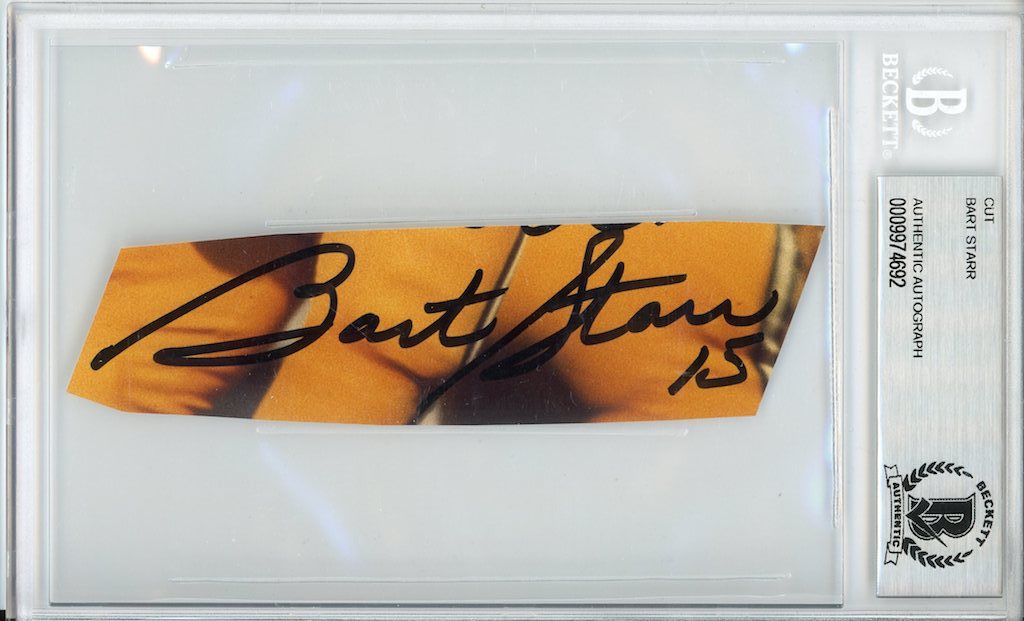 Bart Starr
15
BECKETT
B
CUT
BART STARR
AUTHENTIC AUTOGRAPH
0009974692
BECKETT
B
AUTHENTIC